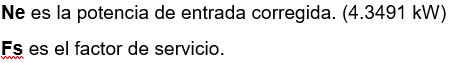 Ne es la potencia de entrada corregida. (4.3491 kW)
Fs es el factor de servicio.